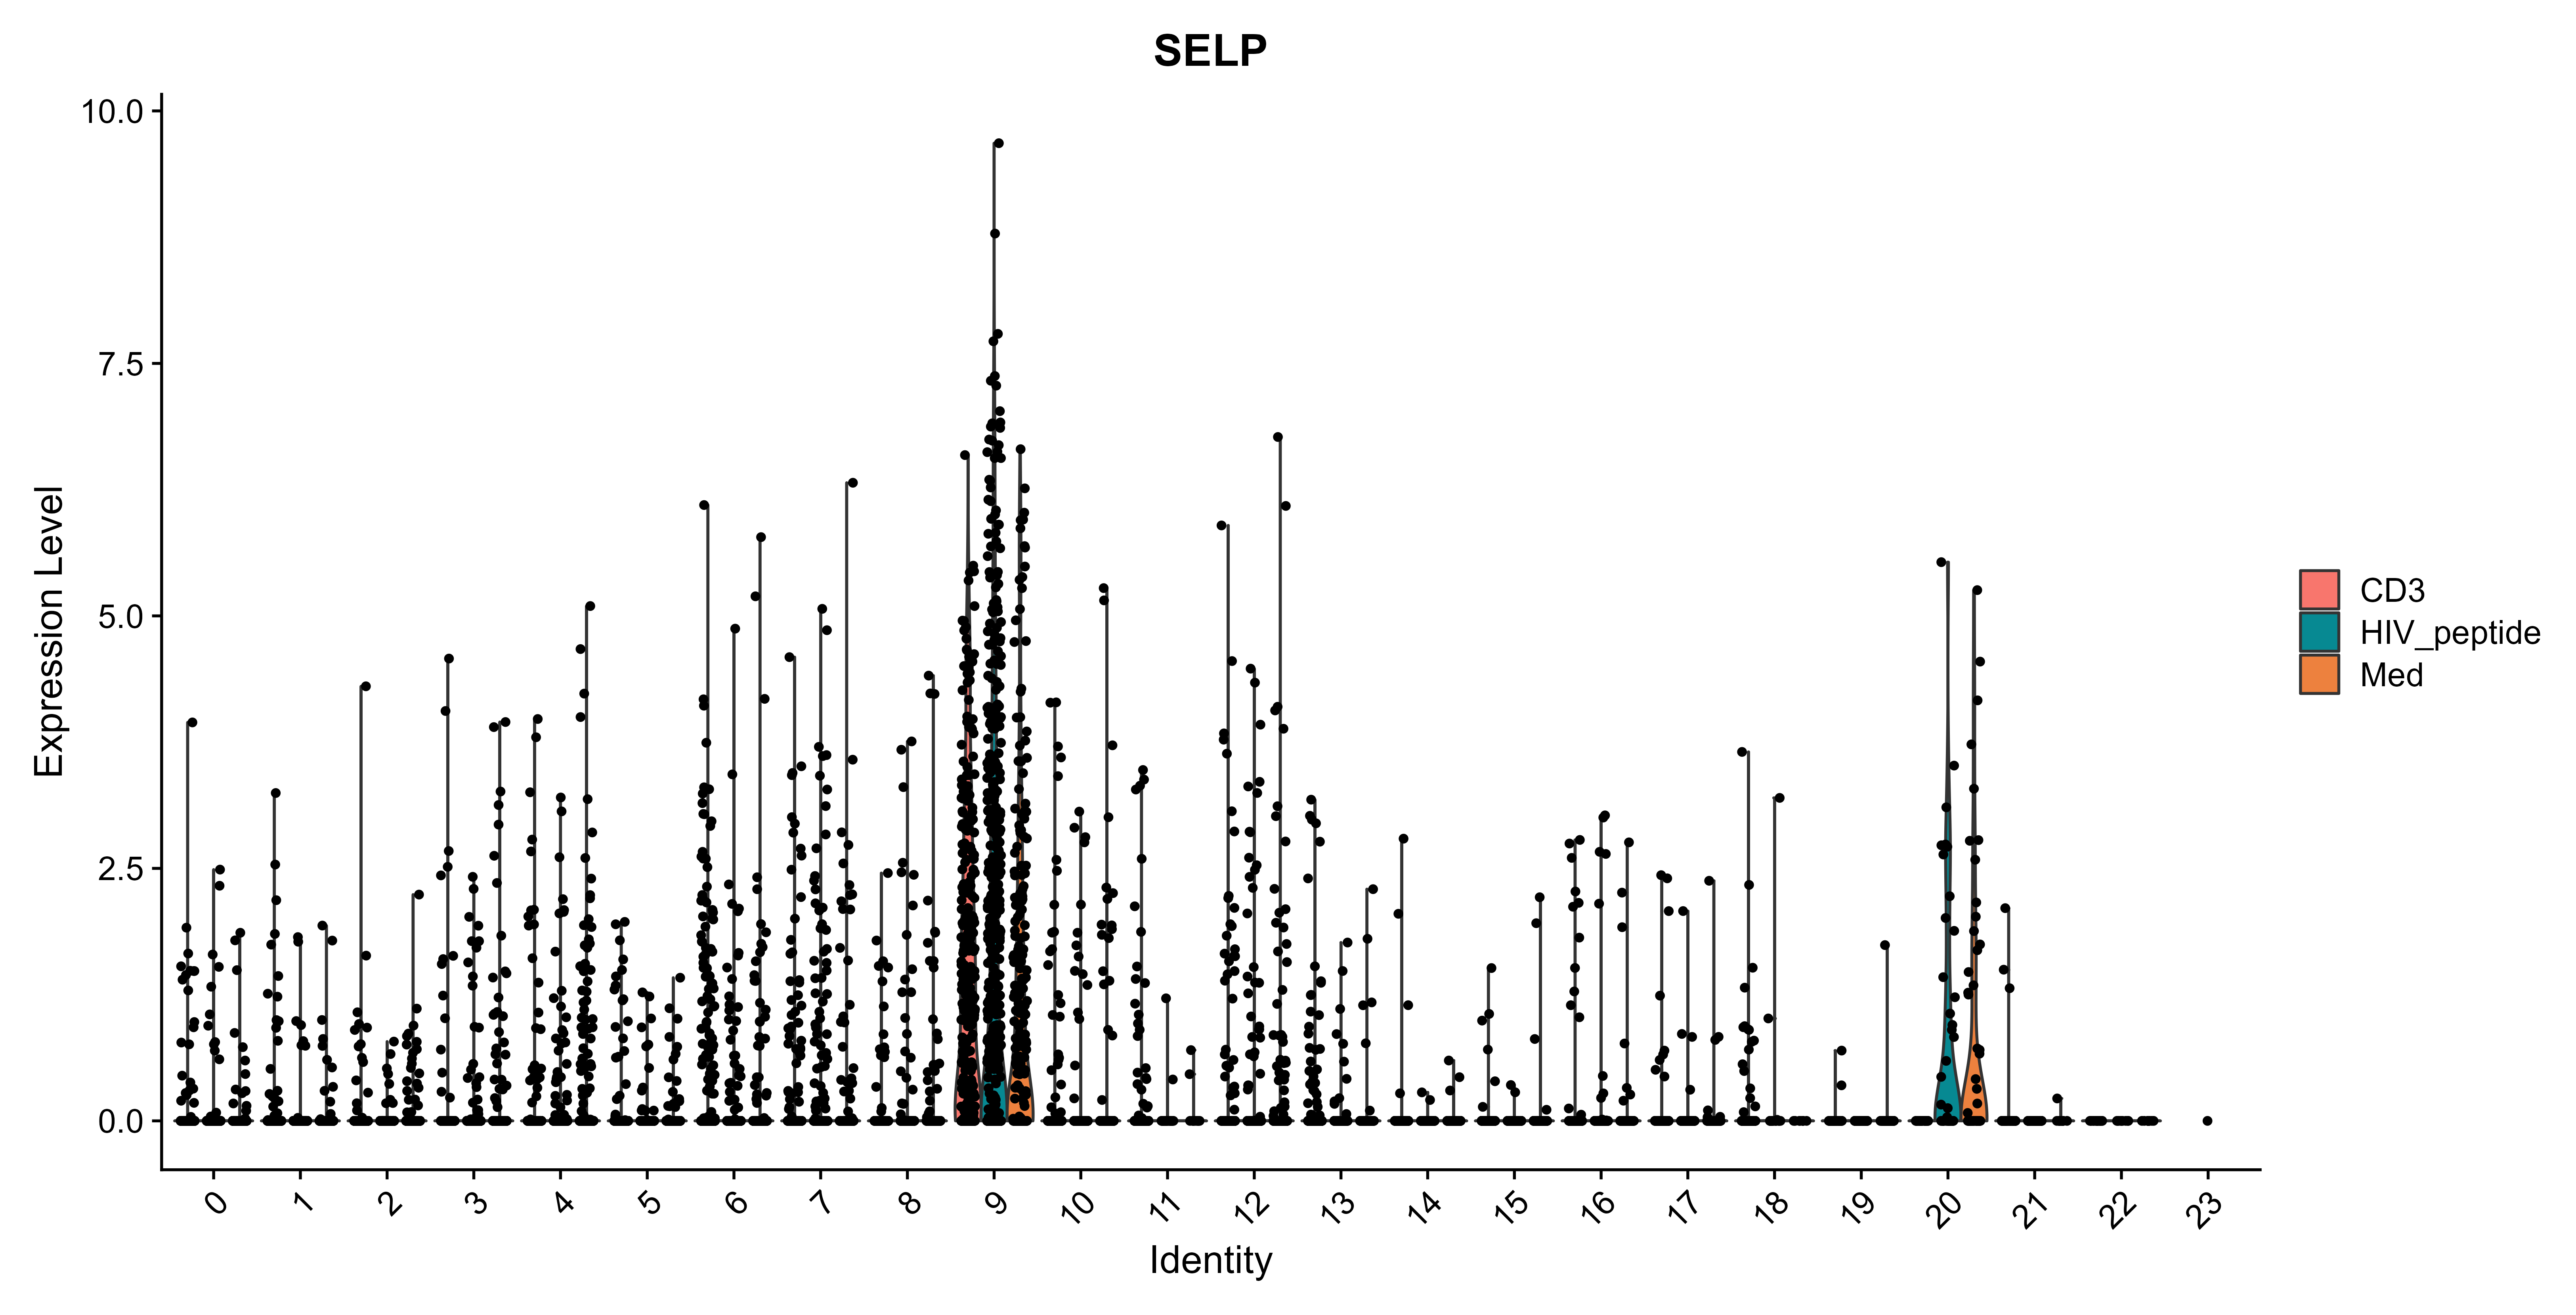 SELP
10.0
7.5
5.0
2.5
0.0
Expression Level
0 1 2 3 4 5 6 7 8 9 10 11 12 13 14 15 16 17 18 19 20 21 22 23
Identity
CD3
HIV_peptide
Med